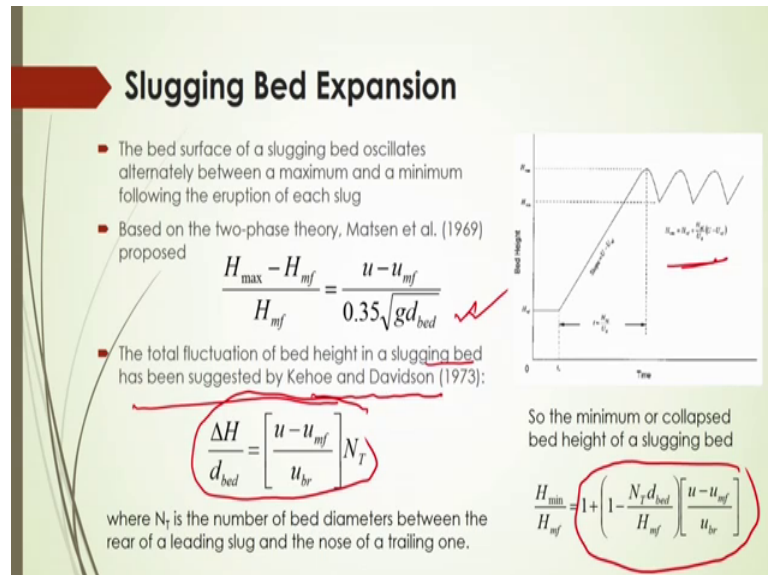 Slugging Bed Expansion
The bed surface of a slugging bed oscillates
alternately between a maximum and a minimum
following the eruption of each slug
Based on the two-phase theory, Matsen et al. (1969)
proposed
(H_max − H_mf) / H_mf = (u − u_mf) / (0.35√(gd_bed))
The total fluctuation of bed height in a slugging bed
has been suggested by Kehoe and Davidson (1973):
ΔH / d_bed = [(u − u_mf) / u_br] N_T
where N_T is the number of bed diameters between the
rear of a leading slug and the nose of a trailing one.
Bed Height
Time
0
So the minimum or collapsed
bed height of a slugging bed
H_min / H_mf = 1 + (1 − N_T d_bed / H_mf) [(u − u_mf) / u_br]